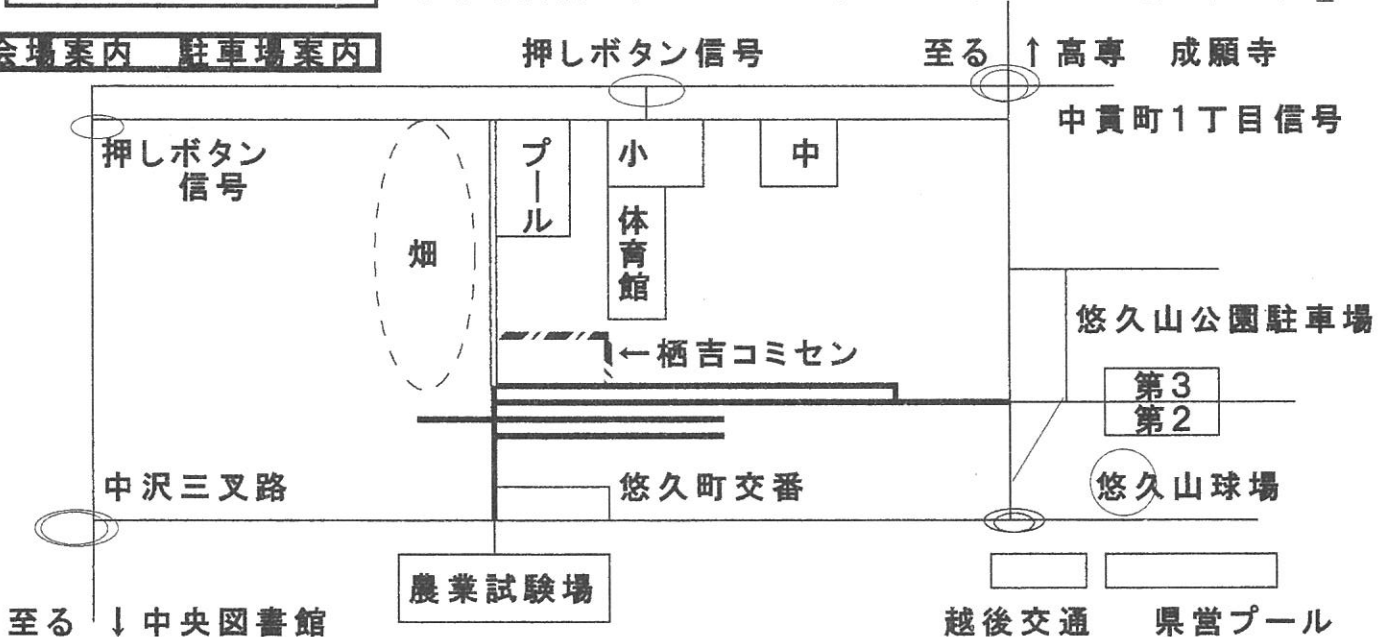 会場案内　駐車場案内
押しボタン信号
至る ↑高専　成願寺
中貫町1丁目信号
押しボタン
信号
プール
小
中
体育館
畑
悠久山公園駐車場
←栖吉コミセン
第3
第2
中沢三叉路
悠久町交番
悠久山球場
農業試験場
至る ↓中央図書館
越後交通
県営プール